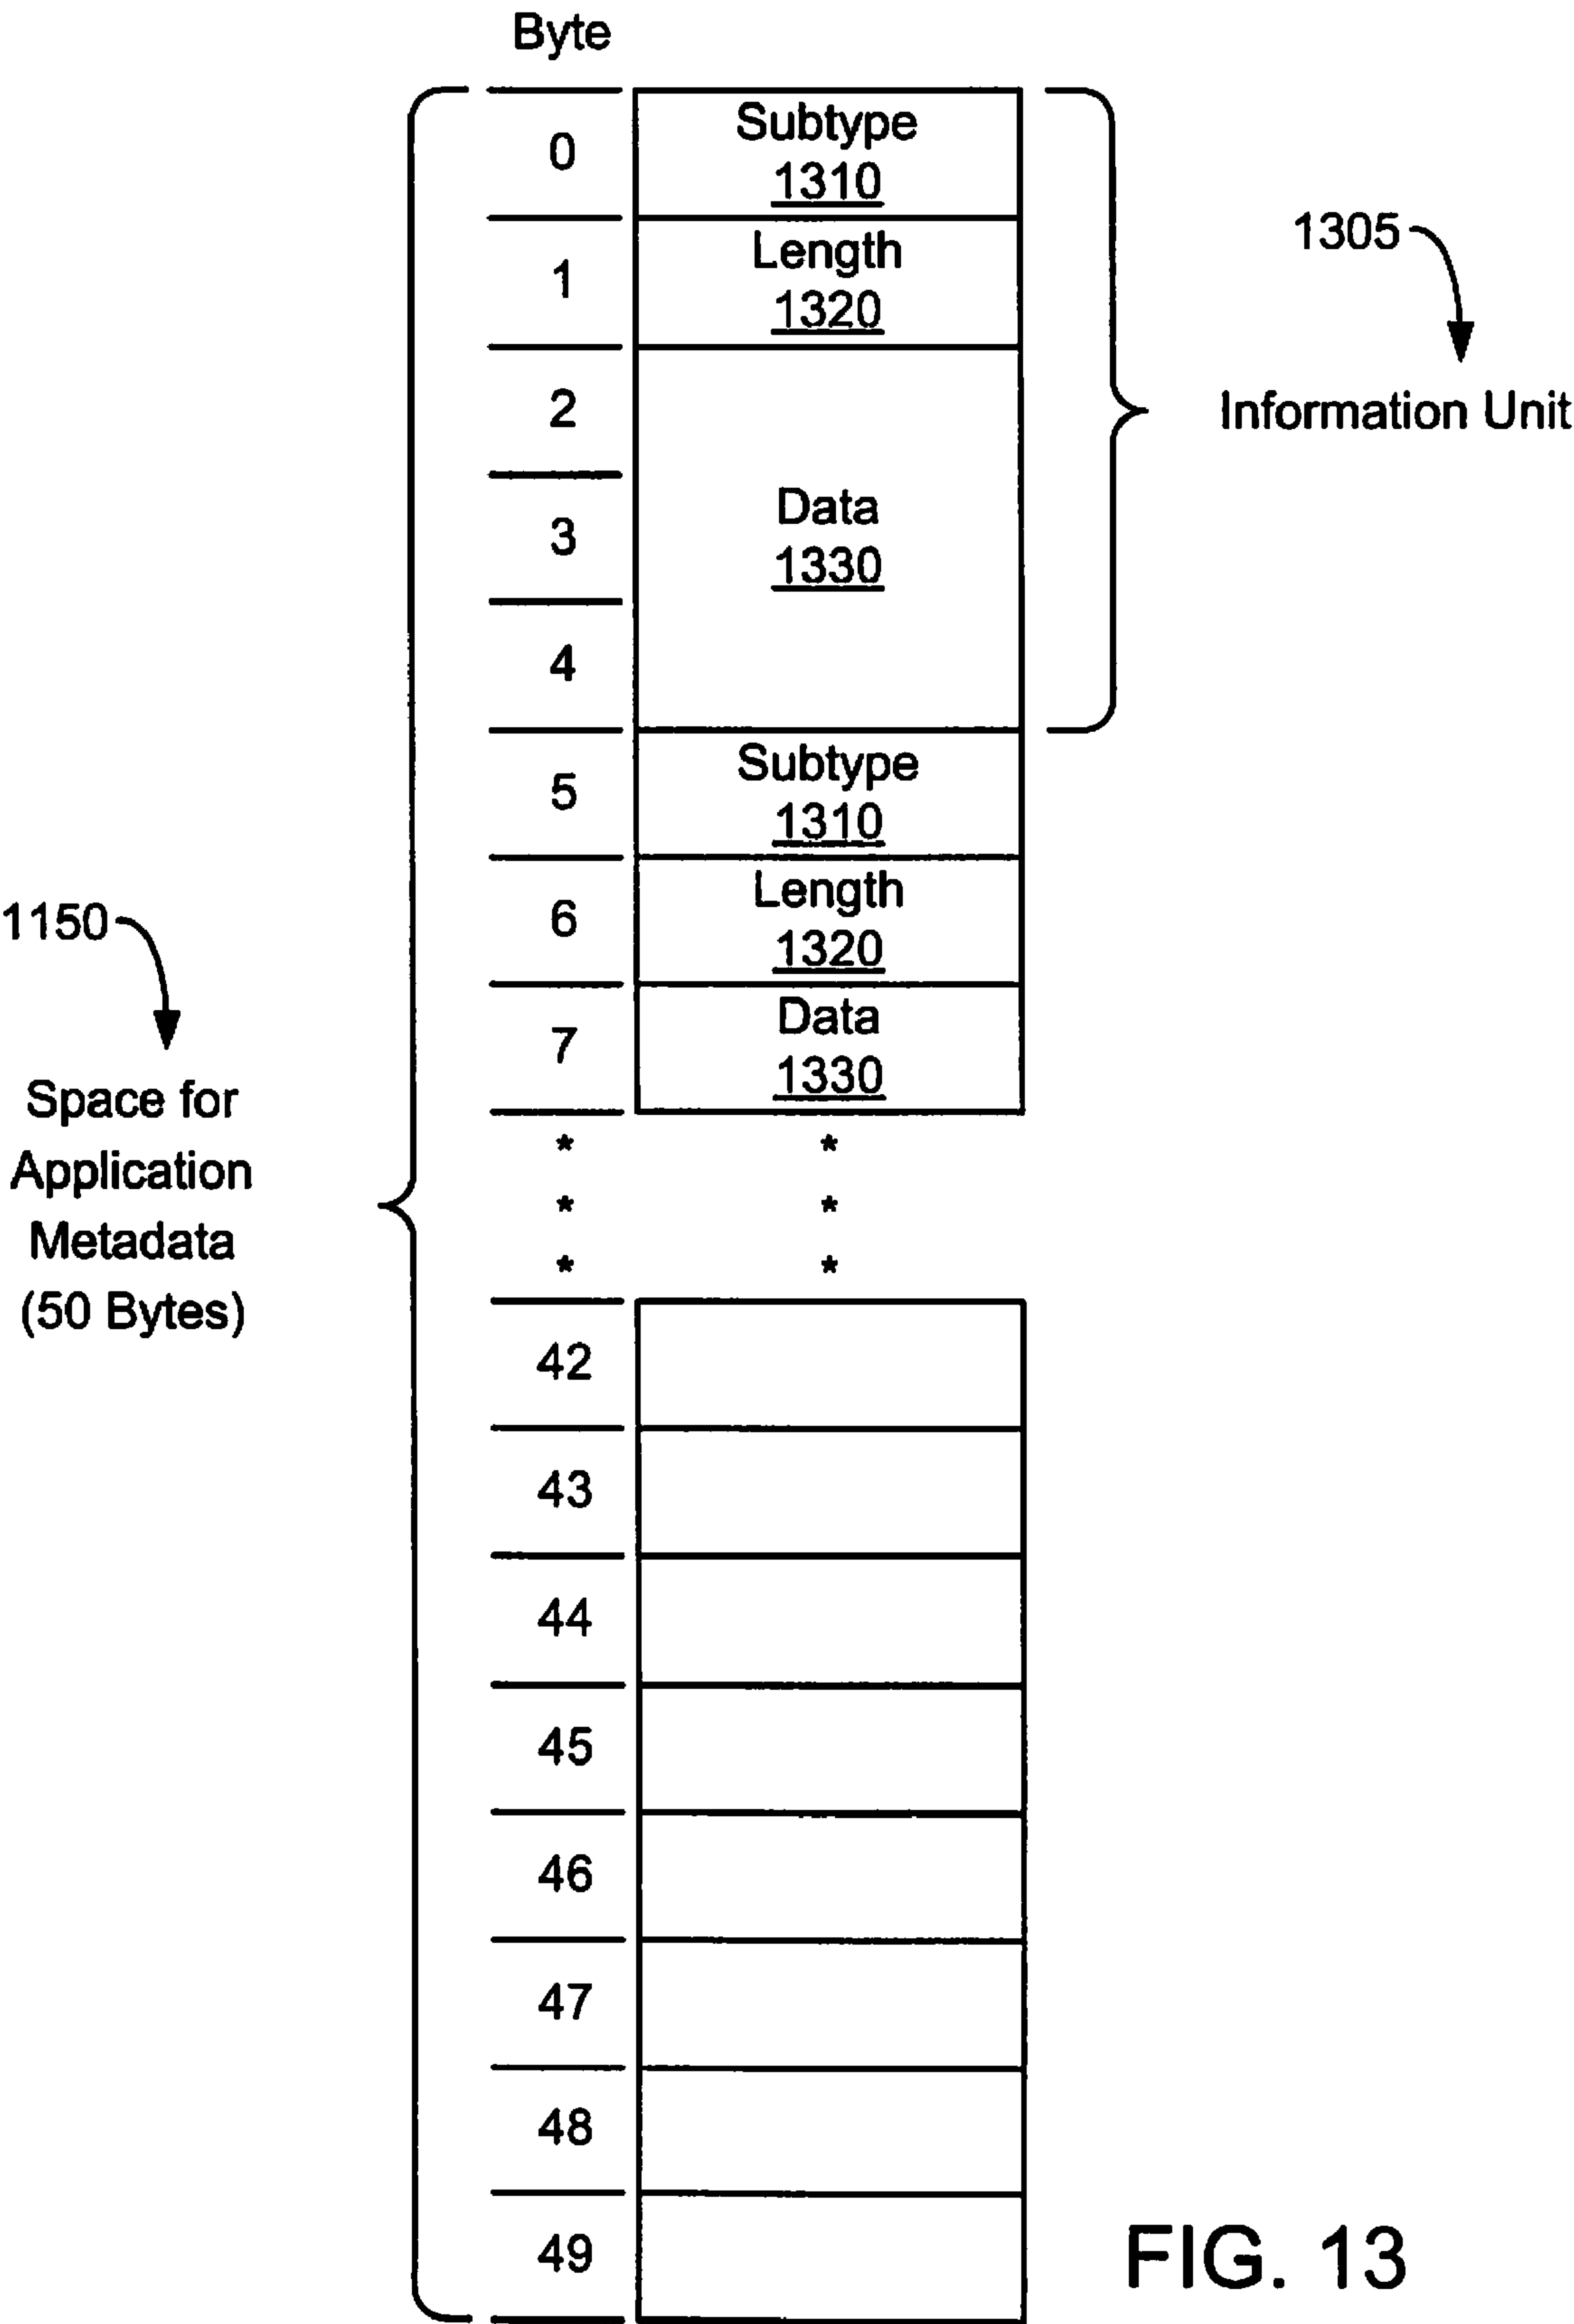 Byte
0
Subtype
1310
1
Length
1320
1305
2
Information Unit
3
Data
1330
4
5
Subtype
1310
6
Length
1320
1150
7
Data
1330
Space for
Application
Metadata
(50 Bytes)
* *
* *
* *
42
43
44
45
46
47
48
49
FIG. 13